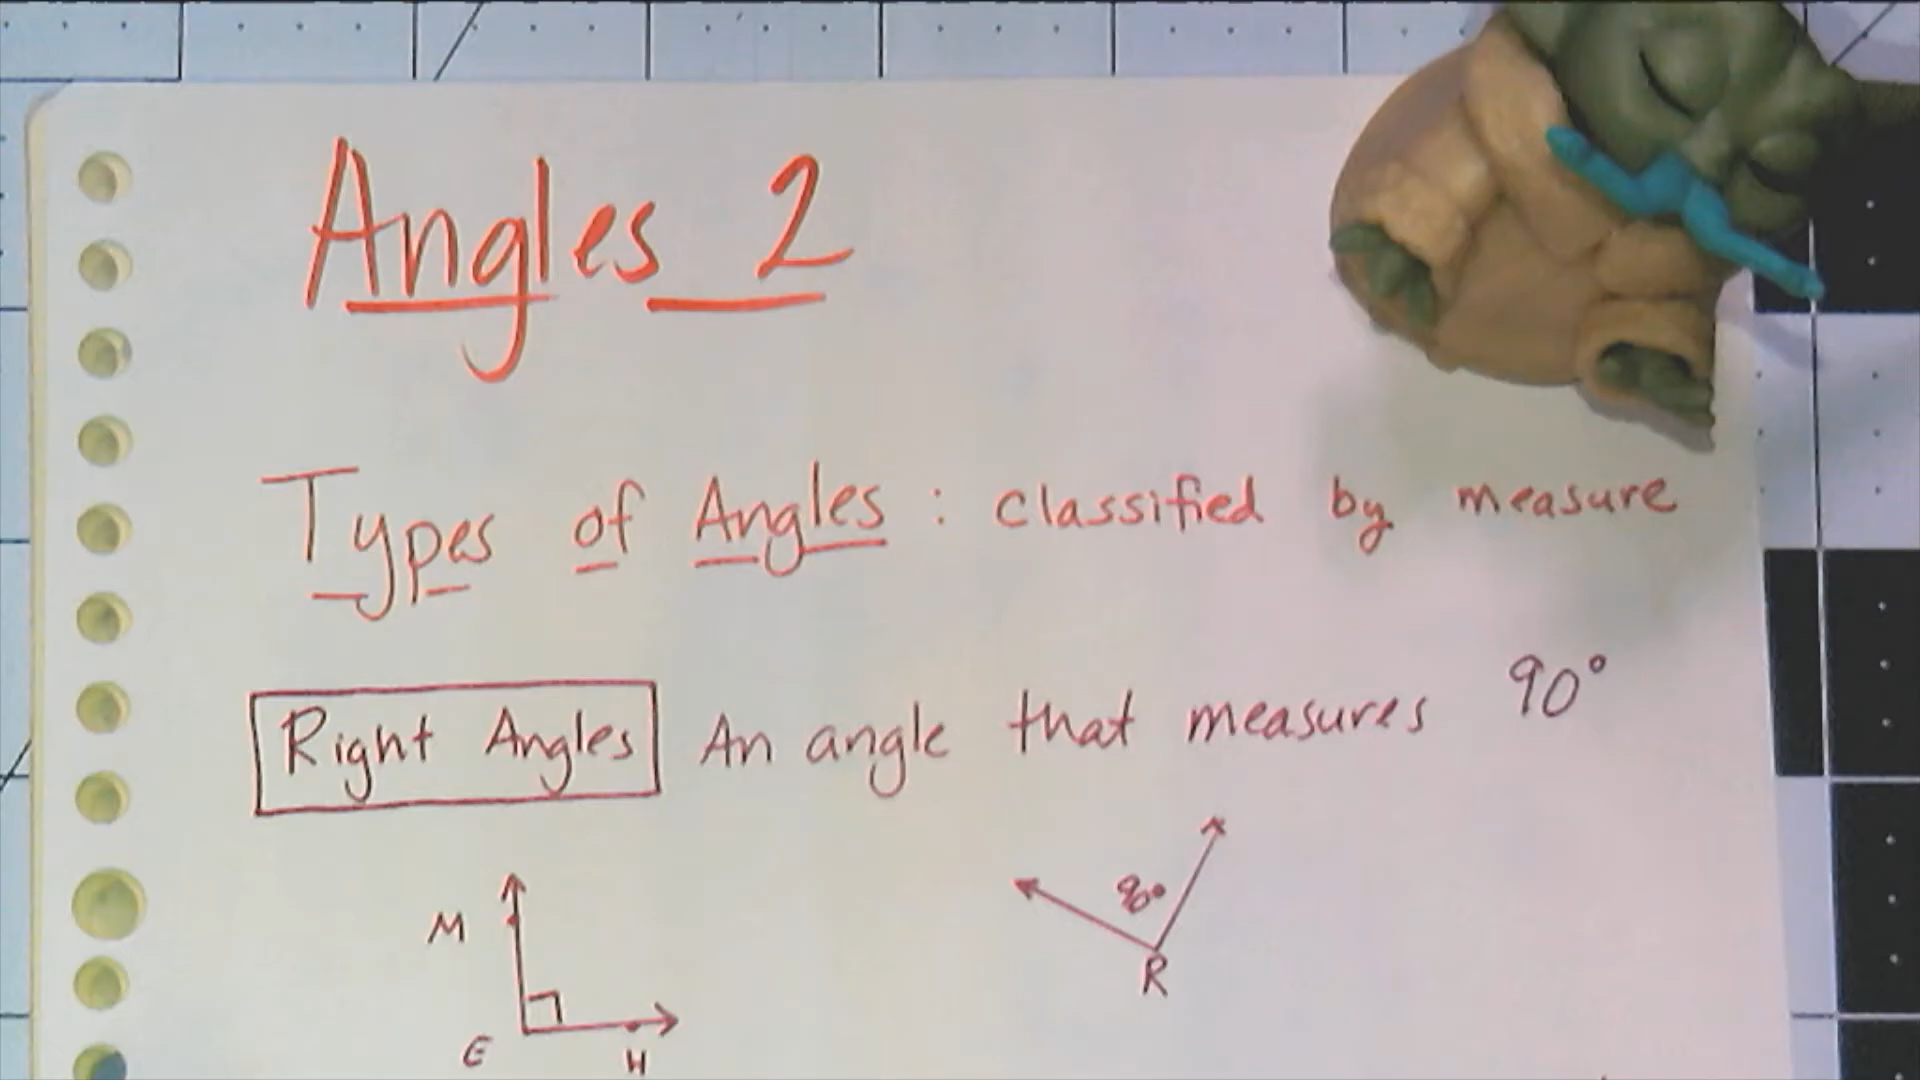 Angles 2
Types of Angles : classified by measure
Right Angles An angle that measures 90°
M
90°
R
E
H